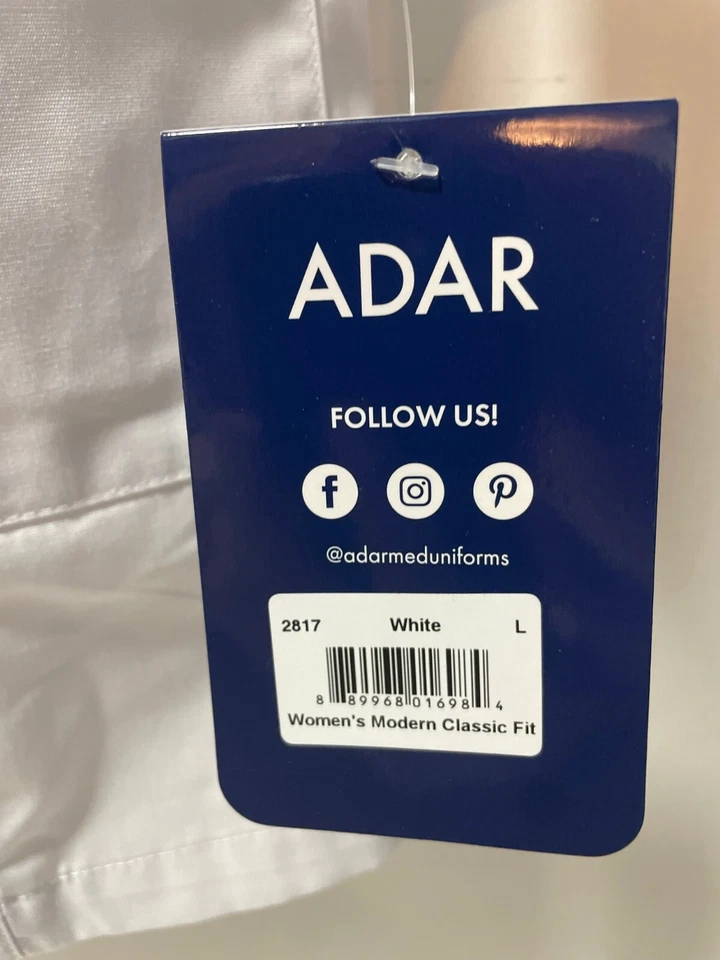 ADAR
FOLLOW US!
@adarmeduniforms
2817 White L
8 89968 01698 4
Women's Modern Classic Fit